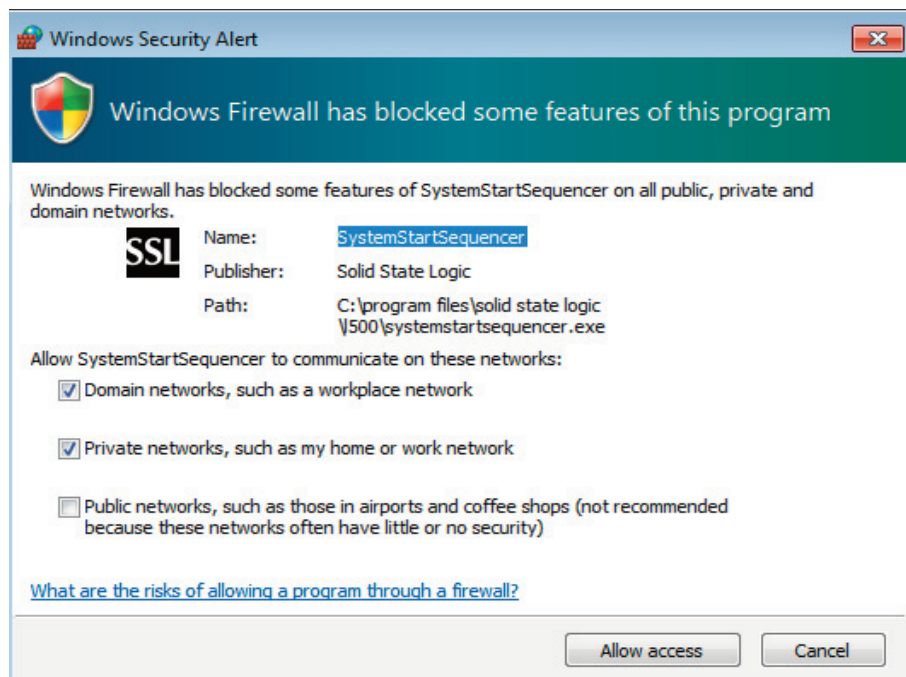 Windows Security Alert
Windows Firewall has blocked some features of this program
Windows Firewall has blocked some features of SystemStartSequencer on all public, private and
domain networks.
SSL
Name: SystemStartSequencer
Publisher: Solid State Logic
Path: C:\program files\solid state logic
\l500\systemstartsequencer.exe
Allow SystemStartSequencer to communicate on these networks:
Domain networks, such as a workplace network
Private networks, such as my home or work network
Public networks, such as those in airports and coffee shops (not recommended
because these networks often have little or no security)
What are the risks of allowing a program through a firewall?
Allow access Cancel